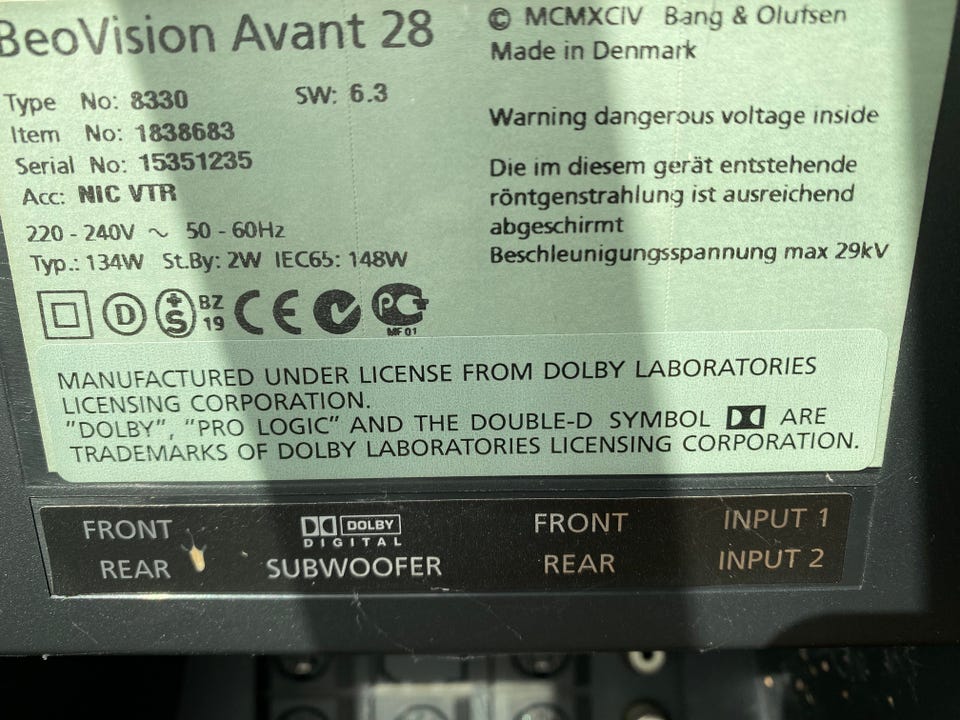 BeoVision Avant 28
Type No: 8330 SW: 6.3
Item No: 1838683
Serial No: 15351235
Acc: NIC VTR
220 - 240V ~ 50 - 60Hz
Typ.: 134W St.By: 2W IEC65: 148W
D +S BZ 19 CE PC MF 01
© MCMXCIV Bang & Olufsen
Made in Denmark
Warning dangerous voltage inside
Die im diesem gerät entstehende
röntgenstrahlung ist ausreichend
abgeschirmt
Beschleunigungsspannung max 29kV
MANUFACTURED UNDER LICENSE FROM DOLBY LABORATORIES
LICENSING CORPORATION.
"DOLBY", "PRO LOGIC" AND THE DOUBLE-D SYMBOL ARE
TRADEMARKS OF DOLBY LABORATORIES LICENSING CORPORATION.
FRONT DOLBY FRONT INPUT 1
DIGITAL
REAR SUBWOOFER REAR INPUT 2